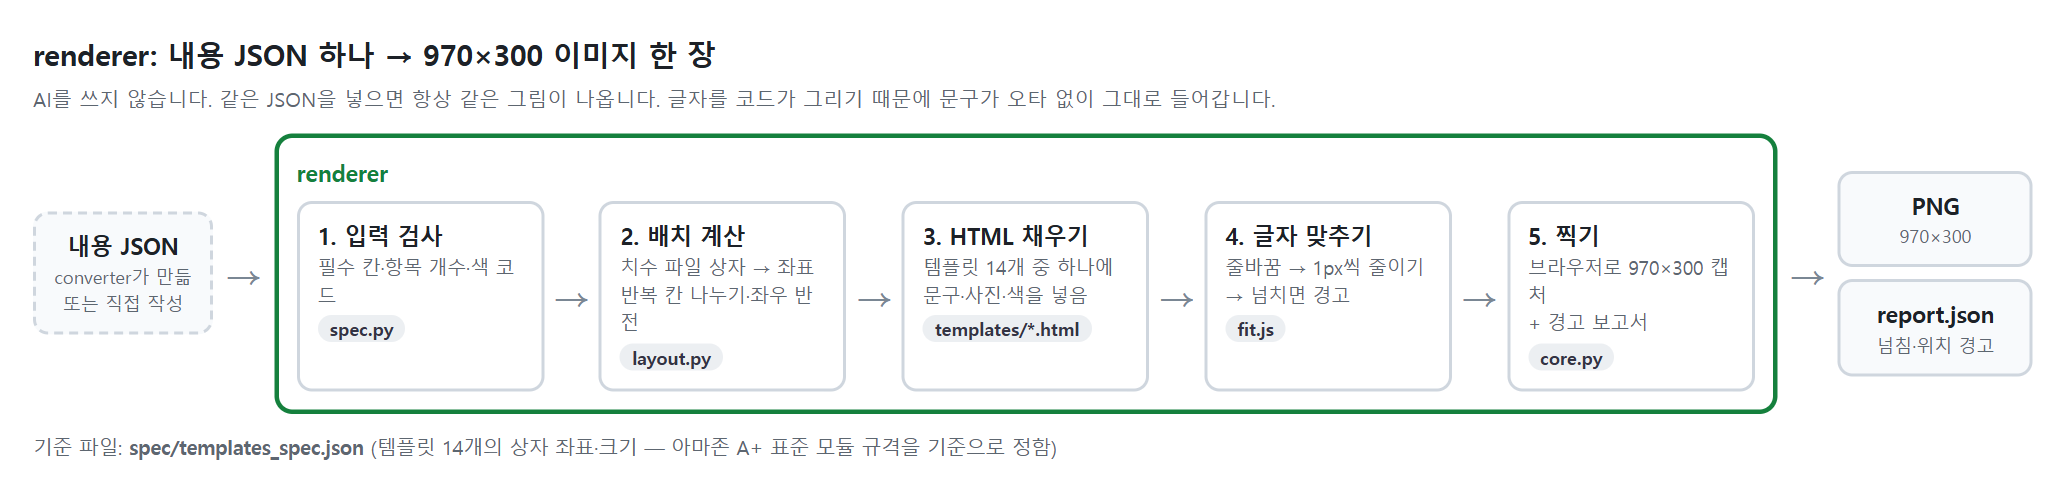 renderer: 내용 JSON 하나 → 970×300 이미지 한 장
AI를 쓰지 않습니다. 같은 JSON을 넣으면 항상 같은 그림이 나옵니다. 글자를 코드가 그리기 때문에 문구가 오타 없이 그대로 들어갑니다.
내용 JSON
converter가 만듦
또는 직접 작성
→
renderer
1. 입력 검사
필수 칸·항목 개수·색 코
드
spec.py
→
2. 배치 계산
치수 파일 상자 → 좌표
반복 칸 나누기·좌우 반
전
layout.py
→
3. HTML 채우기
템플릿 14개 중 하나에
문구·사진·색을 넣음
templates/*.html
→
4. 글자 맞추기
줄바꿈 → 1px씩 줄이기
→ 넘치면 경고
fit.js
→
5. 찍기
브라우저로 970×300 캡
처
+ 경고 보고서
core.py
→
PNG
970×300
report.json
넘침·위치 경고
기준 파일: spec/templates_spec.json (템플릿 14개의 상자 좌표·크기 — 아마존 A+ 표준 모듈 규격을 기준으로 정함)